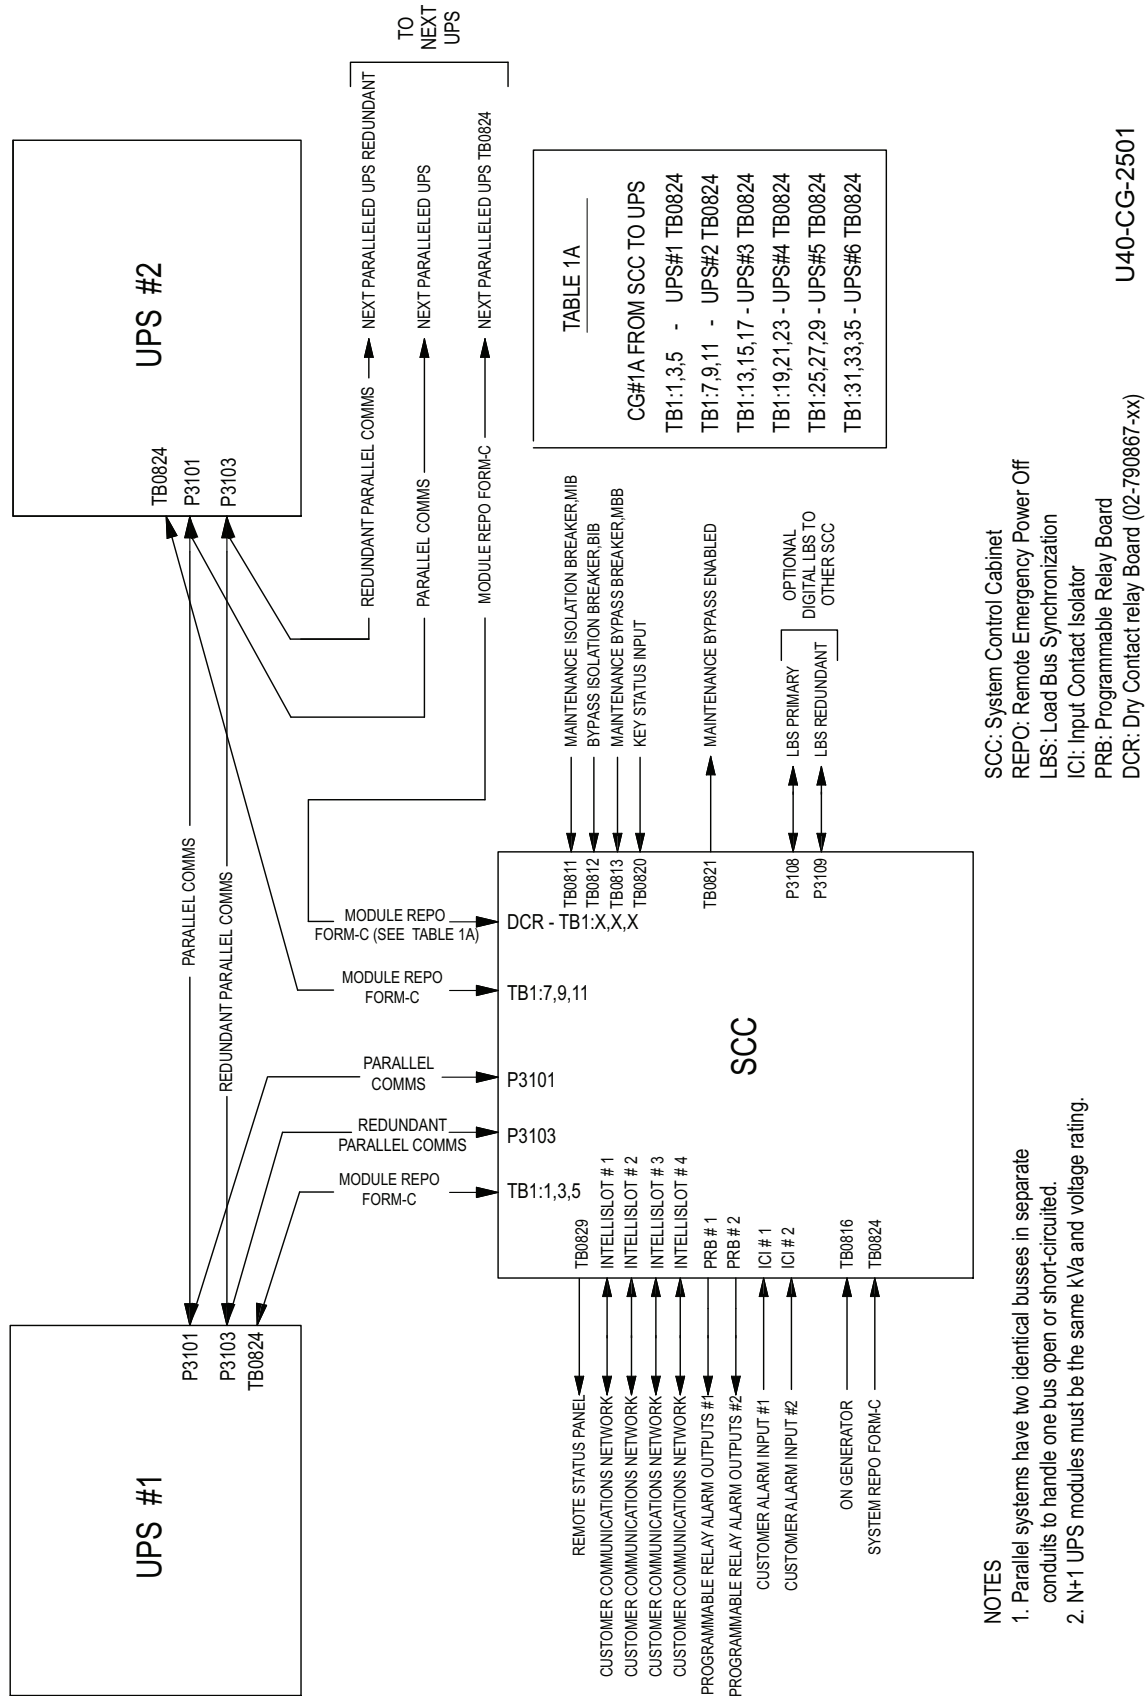 UPS #1
P3101
P3103
TB0824
UPS #2
TB0824
P3101
P3103
TO
NEXT
UPS
PARALLEL COMMS
REDUNDANT PARALLEL COMMS
REDUNDANT PARALLEL COMMS
NEXT PARALLELED UPS REDUNDANT
PARALLEL COMMS
NEXT PARALLELED UPS
MODULE REPO FORM-C
NEXT PARALLELED UPS TB0824
MODULE REPO
FORM-C
REDUNDANT
PARALLEL COMMS
PARALLEL
COMMS
MODULE REPO
FORM-C
MODULE REPO
FORM-C (SEE TABLE 1A)
TB1:1,3,5
P3103
P3101
TB1:7,9,11
DCR - TB1:X,X,X
SCC
REMOTE STATUS PANEL
TB0829
CUSTOMER COMMUNICATIONS NETWORK
INTELLISLOT # 1
CUSTOMER COMMUNICATIONS NETWORK
INTELLISLOT # 2
CUSTOMER COMMUNICATIONS NETWORK
INTELLISLOT # 3
CUSTOMER COMMUNICATIONS NETWORK
INTELLISLOT # 4
PROGRAMMABLE RELAY ALARM OUTPUTS #1
PRB # 1
PROGRAMMABLE RELAY ALARM OUTPUTS #2
PRB # 2
CUSTOMER ALARM INPUT #1
ICI # 1
CUSTOMER ALARM INPUT #2
ICI # 2
ON GENERATOR
TB0816
SYSTEM REPO FORM-C
TB0824
TB0811
MAINTENANCE ISOLATION BREAKER,MIB
TB0812
BYPASS ISOLATION BREAKER,BIB
TB0813
MAINTENANCE BYPASS BREAKER,MBB
TB0820
KEY STATUS INPUT
TB0821
MAINTENANCE BYPASS ENABLED
P3108
LBS PRIMARY
P3109
LBS REDUNDANT
OPTIONAL
DIGITAL LBS TO
OTHER SCC
TABLE 1A
CG#1A FROM SCC TO UPS
TB1:1,3,5 - UPS#1 TB0824
TB1:7,9,11 - UPS#2 TB0824
TB1:13,15,17 - UPS#3 TB0824
TB1:19,21,23 - UPS#4 TB0824
TB1:25,27,29 - UPS#5 TB0824
TB1:31,33,35 - UPS#6 TB0824
NOTES
1. Parallel systems have two identical busses in separate
conduits to handle one bus open or short-circuited.
2. N+1 UPS modules must be the same kVa and voltage rating.
SCC: System Control Cabinet
REPO: Remote Emergency Power Off
LBS: Load Bus Synchronization
ICI: Input Contact Isolator
PRB: Programmable Relay Board
DCR: Dry Contact relay Board (02-790867-xx)
U40-CG-2501